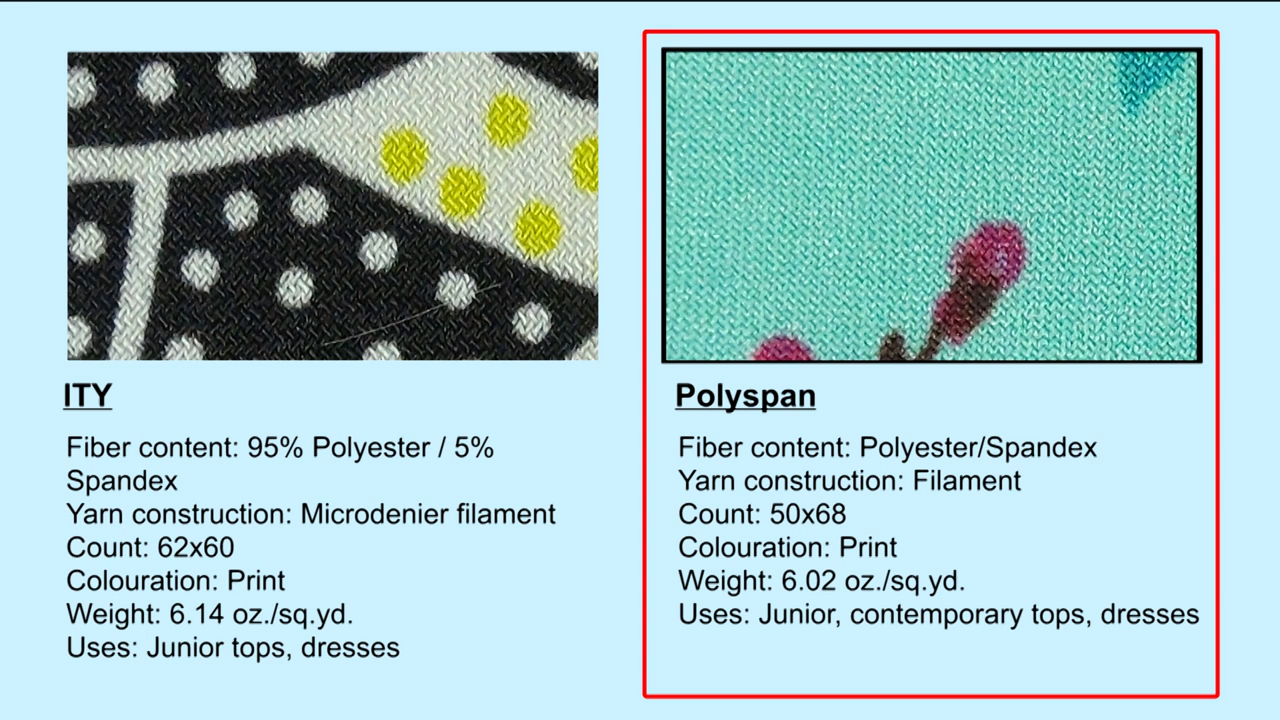 ITY
Fiber content: 95% Polyester / 5%
Spandex
Yarn construction: Microdenier filament
Count: 62x60
Colouration: Print
Weight: 6.14 oz./sq.yd.
Uses: Junior tops, dresses
Polyspan
Fiber content: Polyester/Spandex
Yarn construction: Filament
Count: 50x68
Colouration: Print
Weight: 6.02 oz./sq.yd.
Uses: Junior, contemporary tops, dresses